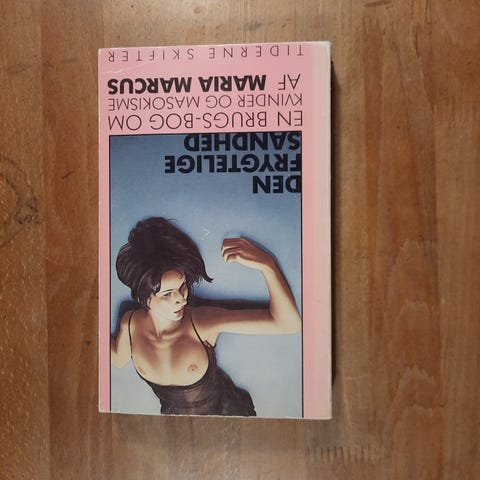 DEN
FRYGTELIGE
SANDHED
EN BRUGS-BOG OM
KVINDER OG MASOKISME
AF MARIA MARCUS
TIDERNE SKIFTER